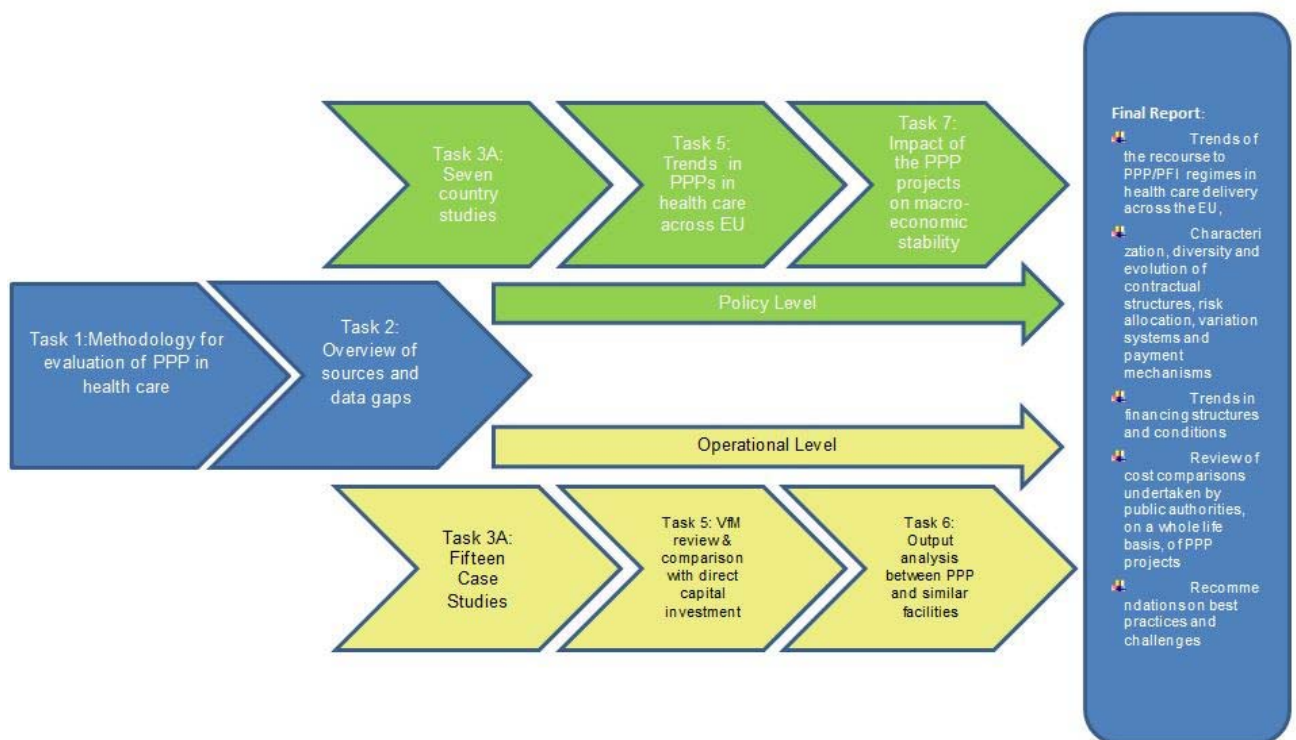 Task 1:Methodology for
evaluation of PPP in
health care
Task 2:
Overview of
sources and
data gaps
Task 3A:
Seven
country
studies
Task 5:
Trends in
PPPs in
health care
across EU
Task 7:
Impact of
the PPP
projects
on macro-
economic
stability
Policy Level
Operational Level
Task 3A:
Fifteen
Case
Studies
Task 5: VfM
review &
comparison
with direct
capital
investment
Task 6:
Output
analysis
between PPP
and similar
facilities
Final Report:
Trends of
the recourse to
PPP/PFI regimes in
health care delivery
across the EU,
Characteri
zation, diversity and
evolution of
contractual
structures, risk
allocation, variation
systems and
payment
mechanisms
Trends in
financing structures
and conditions
Review of
cost comparisons
undertaken by
public authorities,
on a whole life
basis, of PPP
projects
Recomme
ndations on best
practices and
challenges